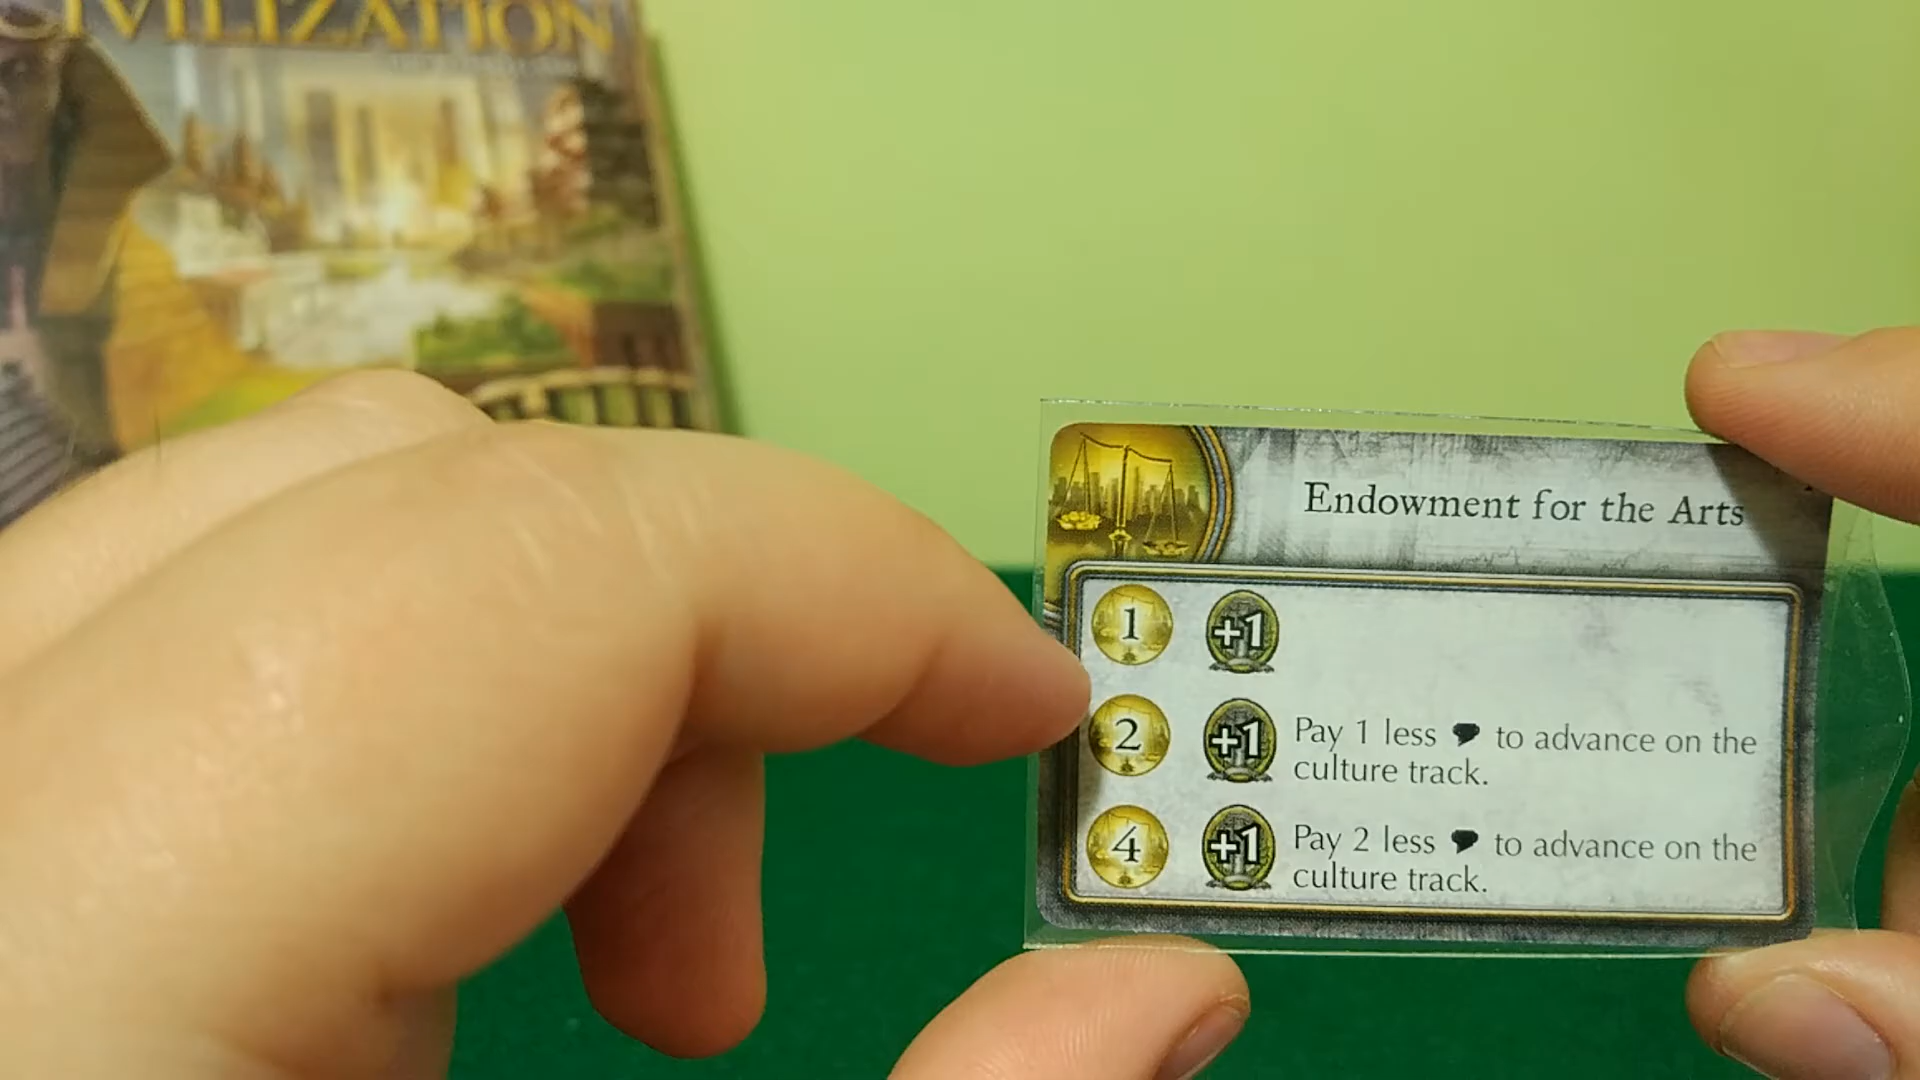 CIVILIZATION
Endowment for the Arts
1 +1
2 +1 Pay 1 less to advance on the
culture track.
4 +1 Pay 2 less to advance on the
culture track.